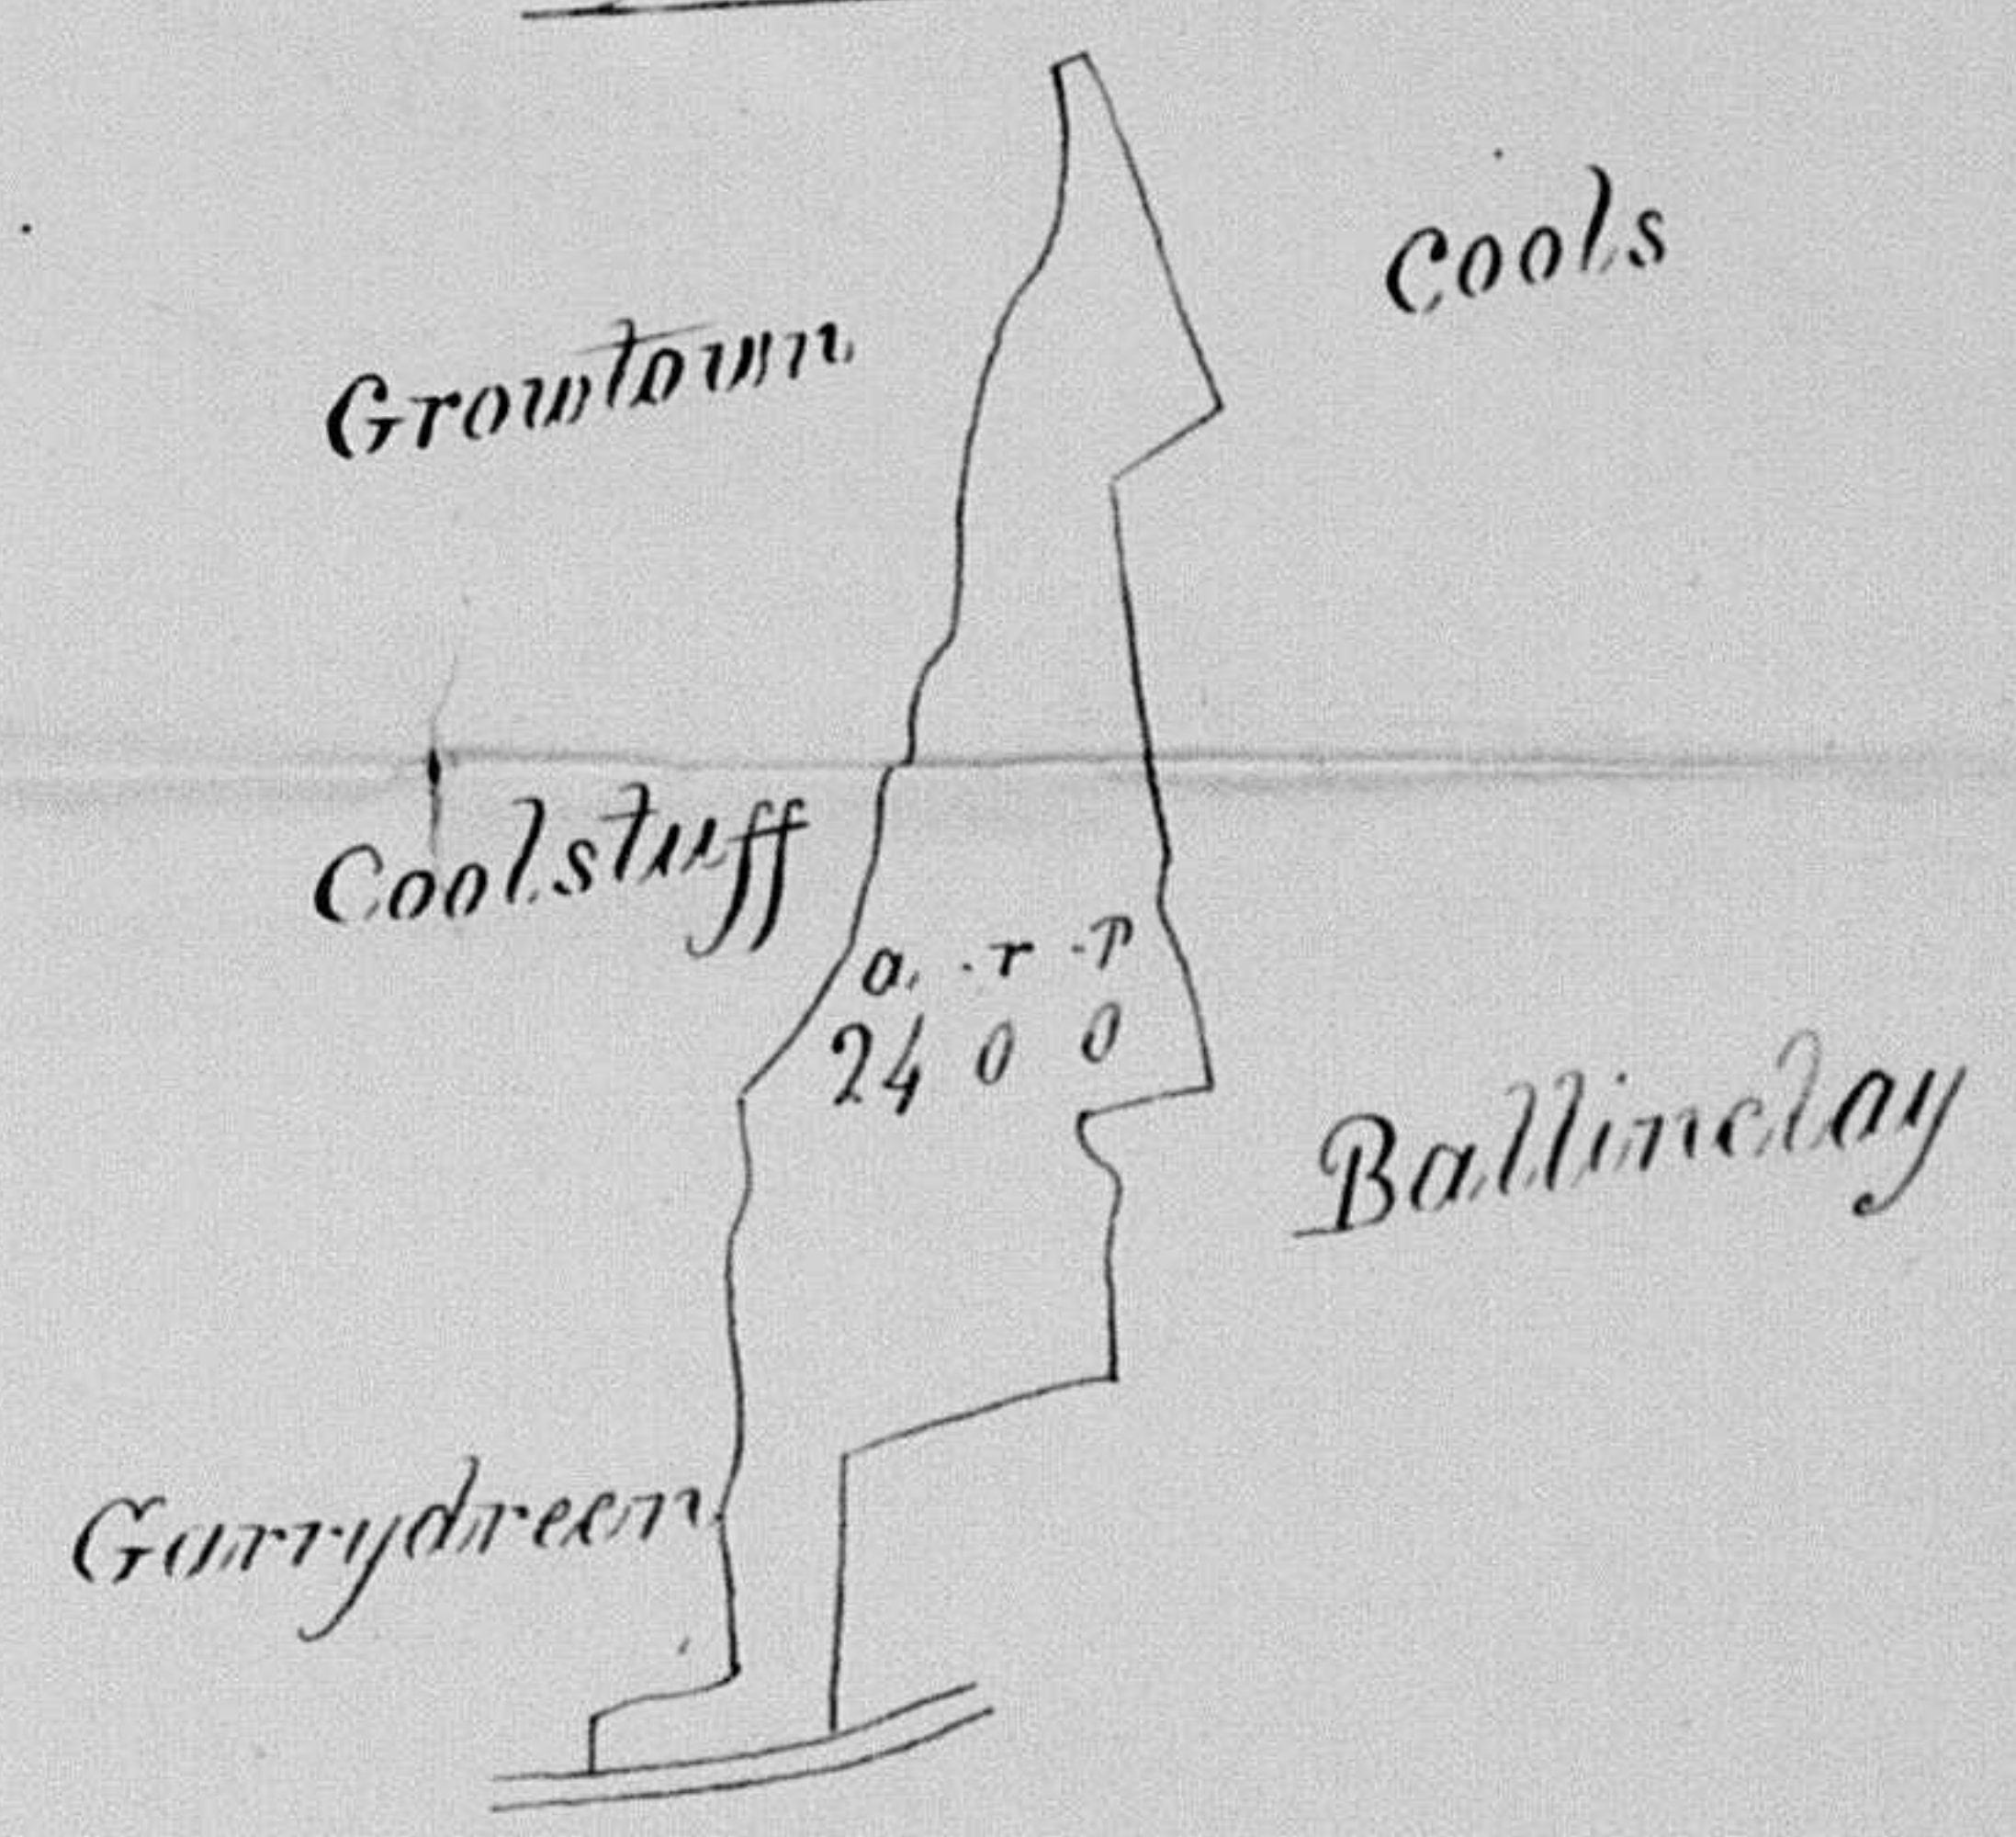 Cools
Growtown
Coolstuff
a. . r . p
24 0 0
Ballinclay
Garrydreen